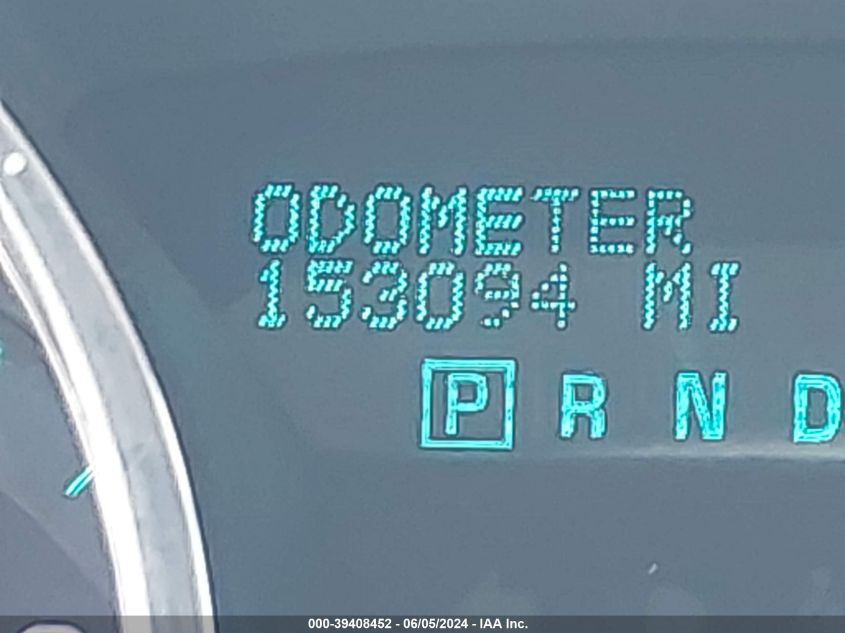 ODOMETER
153094 MI
P R N D
000-39408452 - 06/05/2024 - IAA Inc.